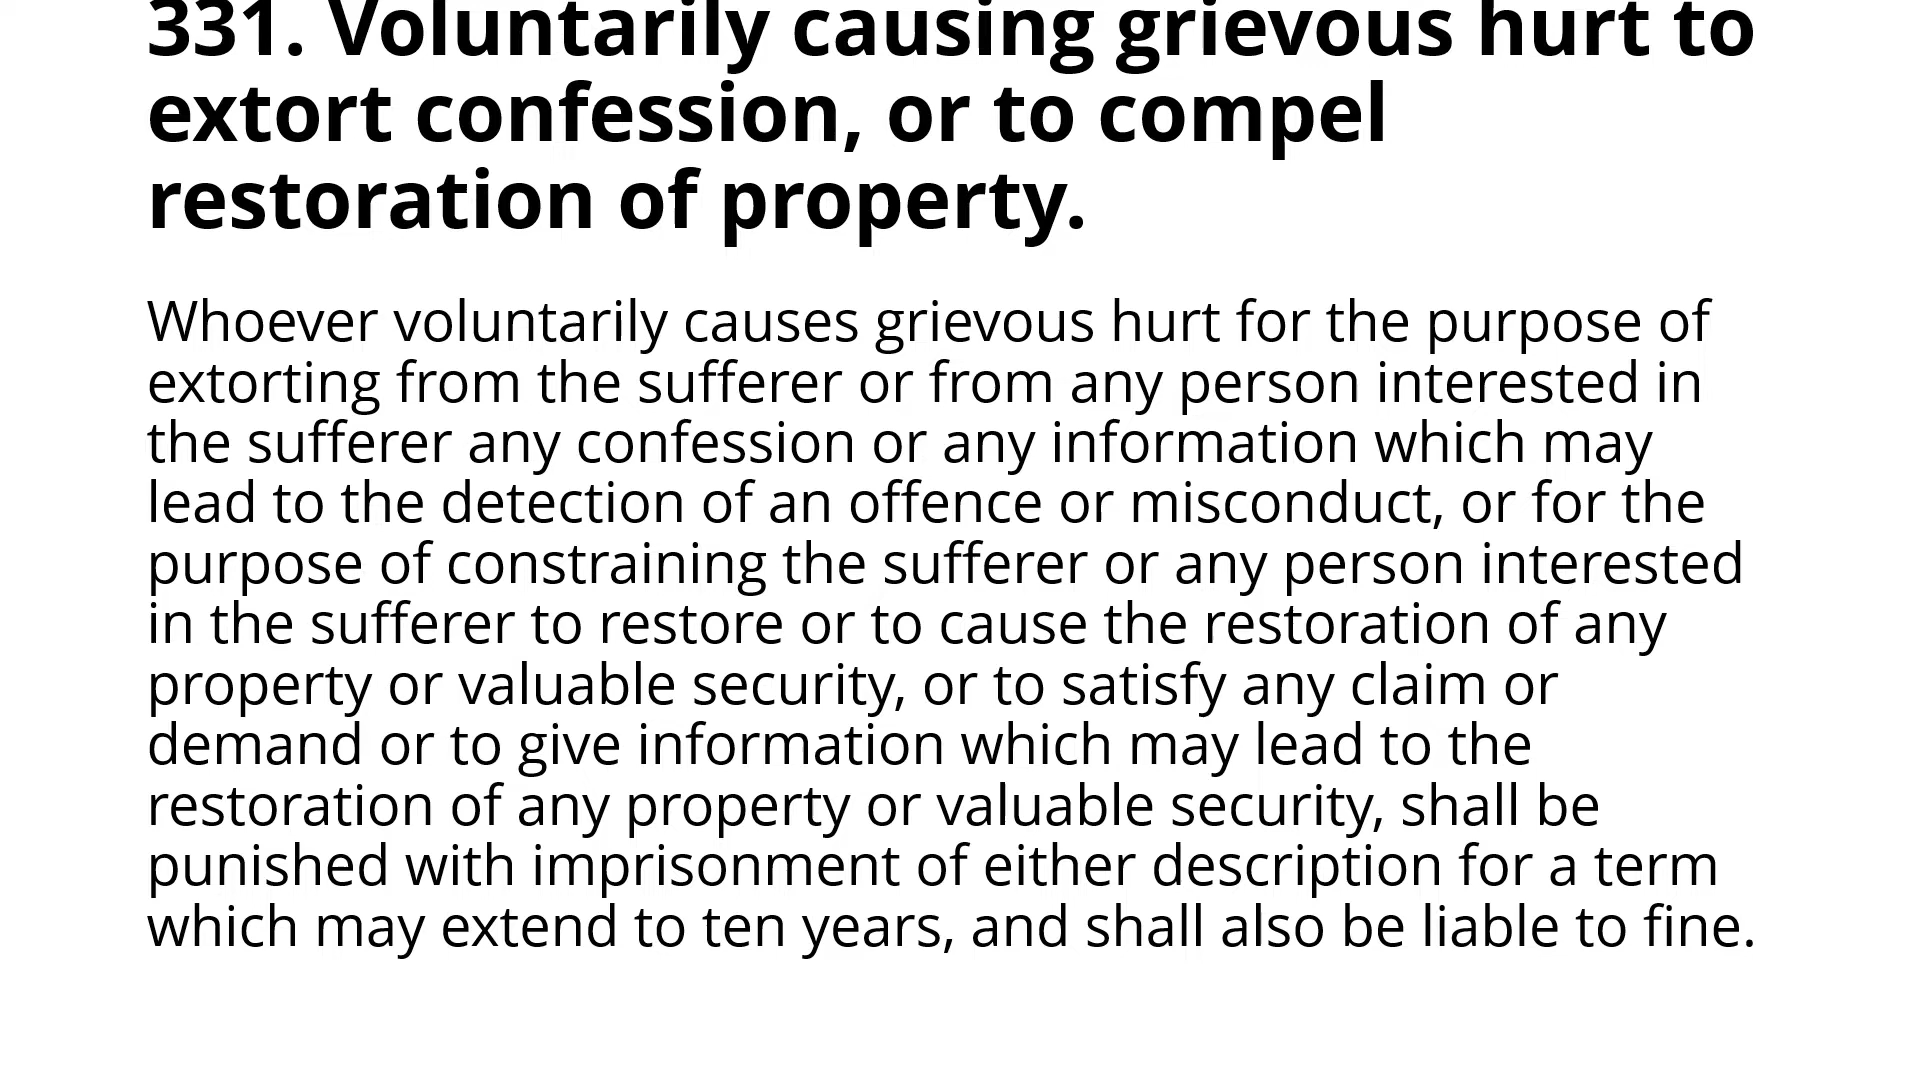 331. Voluntarily causing grievous hurt to
extort confession, or to compel
restoration of property.
Whoever voluntarily causes grievous hurt for the purpose of
extorting from the sufferer or from any person interested in
the sufferer any confession or any information which may
lead to the detection of an offence or misconduct, or for the
purpose of constraining the sufferer or any person interested
in the sufferer to restore or to cause the restoration of any
property or valuable security, or to satisfy any claim or
demand or to give information which may lead to the
restoration of any property or valuable security, shall be
punished with imprisonment of either description for a term
which may extend to ten years, and shall also be liable to fine.